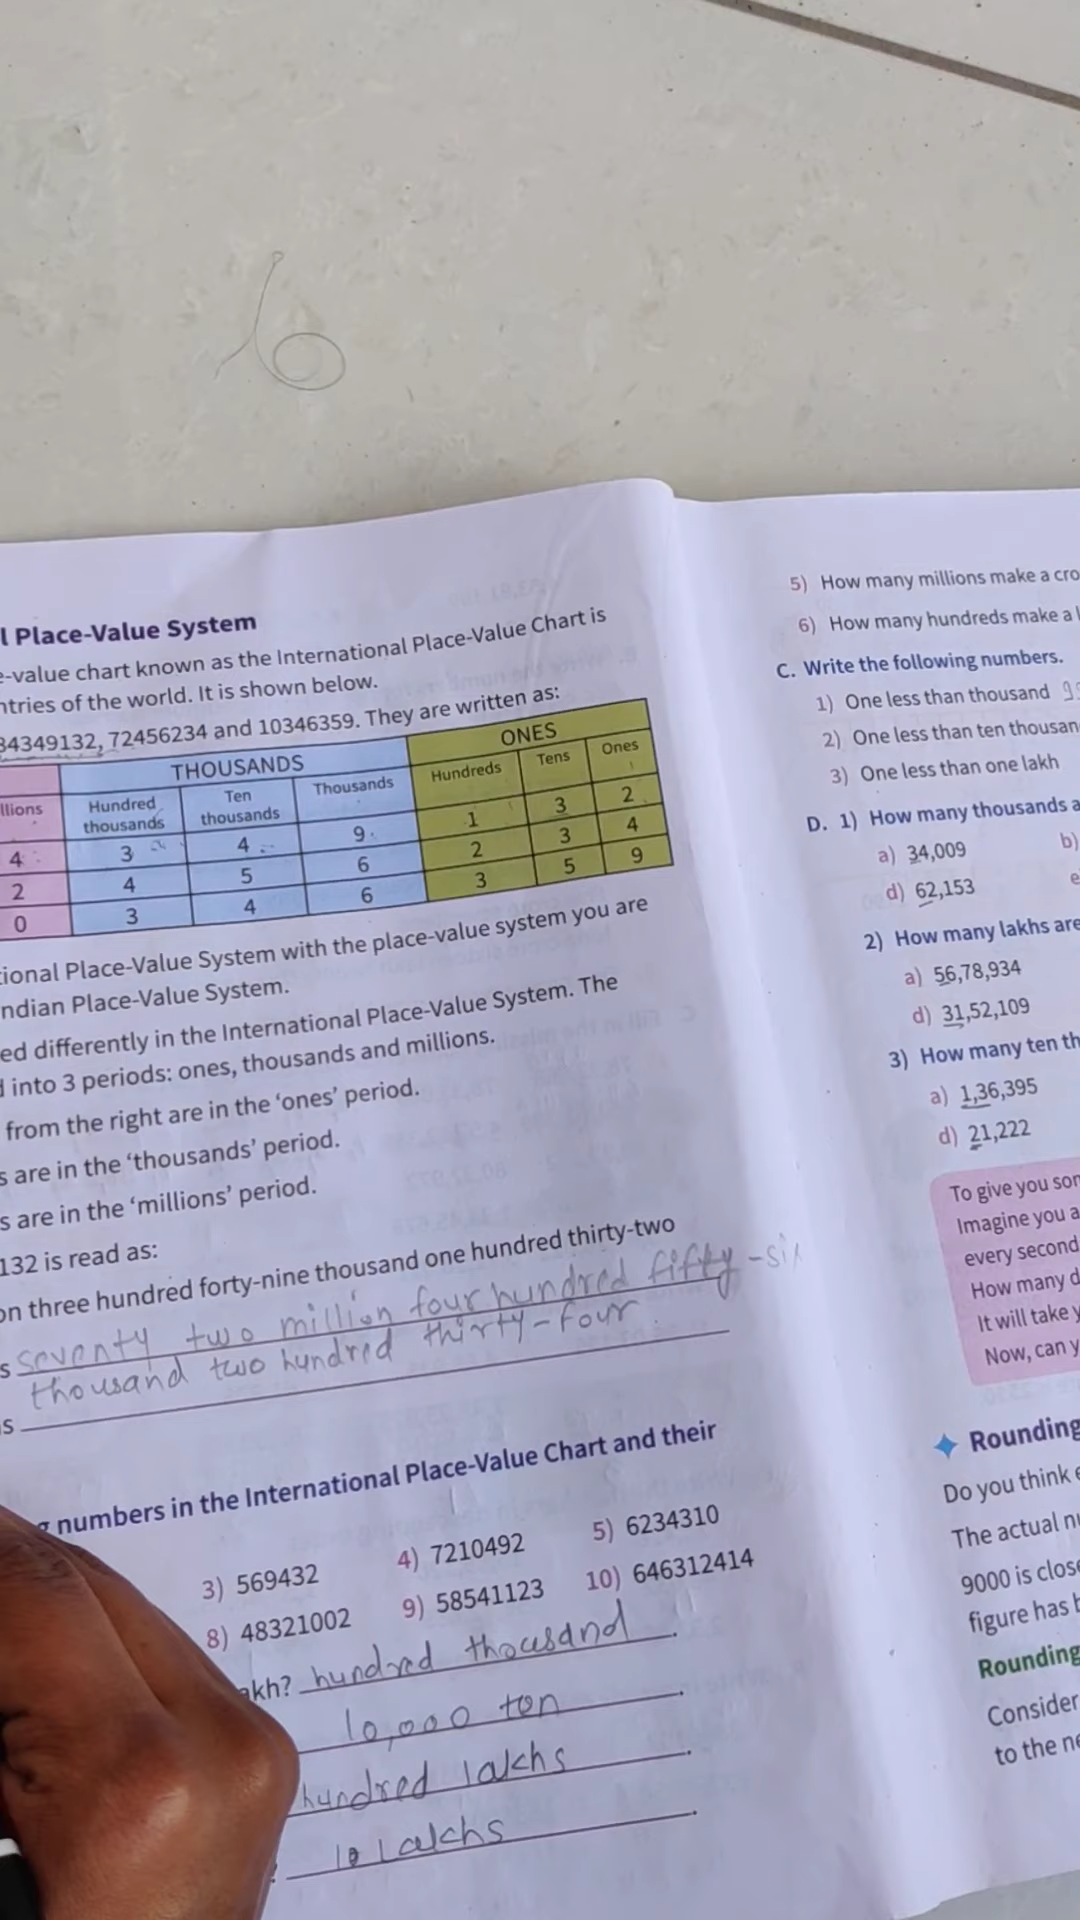 l Place-Value System
e-value chart known as the International Place-Value Chart is
ntries of the world. It is shown below.
34349132, 72456234 and 10346359. They are written as:
THOUSANDS ONES
llions Hundred thousands Ten thousands Thousands Hundreds Tens Ones
4 3 4 9 1 3 2
2 4 5 6 2 3 4
0 3 4 6 3 5 9
tional Place-Value System with the place-value system you are
ndian Place-Value System.
ed differently in the International Place-Value System. The
d into 3 periods: ones, thousands and millions.
from the right are in the ‘ones’ period.
s are in the ‘thousands’ period.
s are in the ‘millions’ period.
132 is read as:
on three hundred forty-nine thousand one hundred thirty-two
s seventy two million four hundred fifty-six
thousand two hundred thirty-four
s
g numbers in the International Place-Value Chart and their
3) 569432 4) 7210492 5) 6234310
8) 48321002 9) 58541123 10) 646312414
akh? hundred thousand
10,000 ten
hundred lakhs
10 lakhs
5) How many millions make a cro
6) How many hundreds make a l
C. Write the following numbers.
1) One less than thousand 99
2) One less than ten thousan
3) One less than one lakh
D. 1) How many thousands a
a) 34,009 b)
d) 62,153 e
2) How many lakhs are
a) 56,78,934
d) 31,52,109
3) How many ten th
a) 1,36,395
d) 21,222
To give you som
Imagine you a
every second
How many d
It will take y
Now, can y
Rounding
Do you think e
The actual nu
9000 is close
figure has b
Rounding
Consider
to the ne